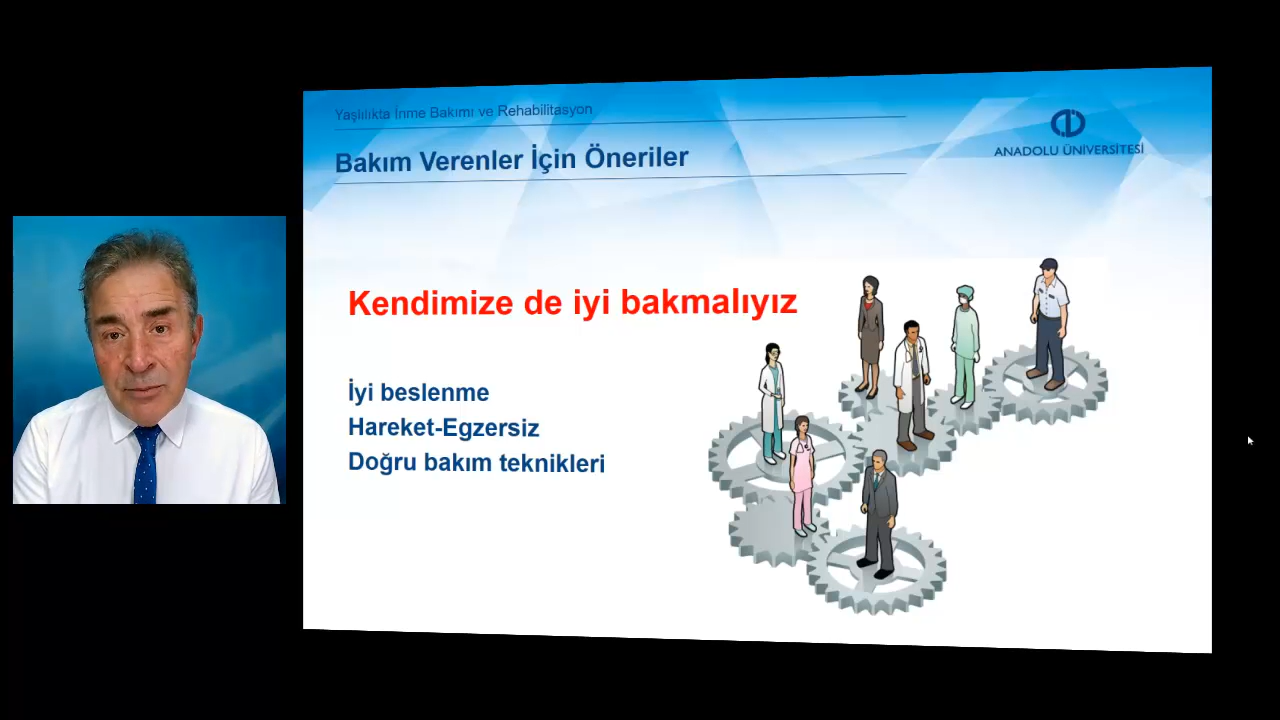 Yaşlılıkta İnme Bakımı ve Rehabilitasyon
Bakım Verenler İçin Öneriler
ANADOLU ÜNİVERSİTESİ
Kendimize de iyi bakmalıyız
İyi beslenme
Hareket-Egzersiz
Doğru bakım teknikleri